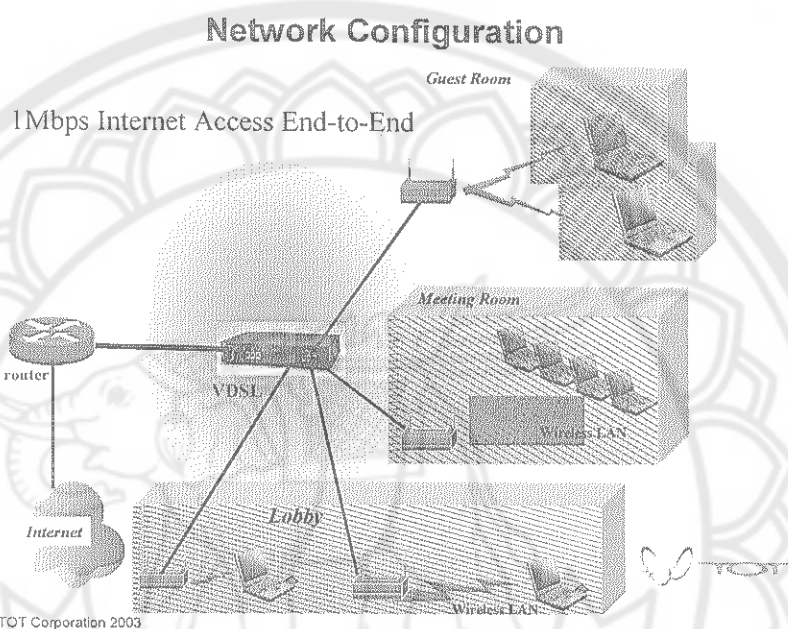 Network Configuration
Guest Room
1Mbps Internet Access End-to-End
Meeting Room
router
VDSL
Wireless LAN
Lobby
Internet
Wireless LAN
TOT Corporation 2003